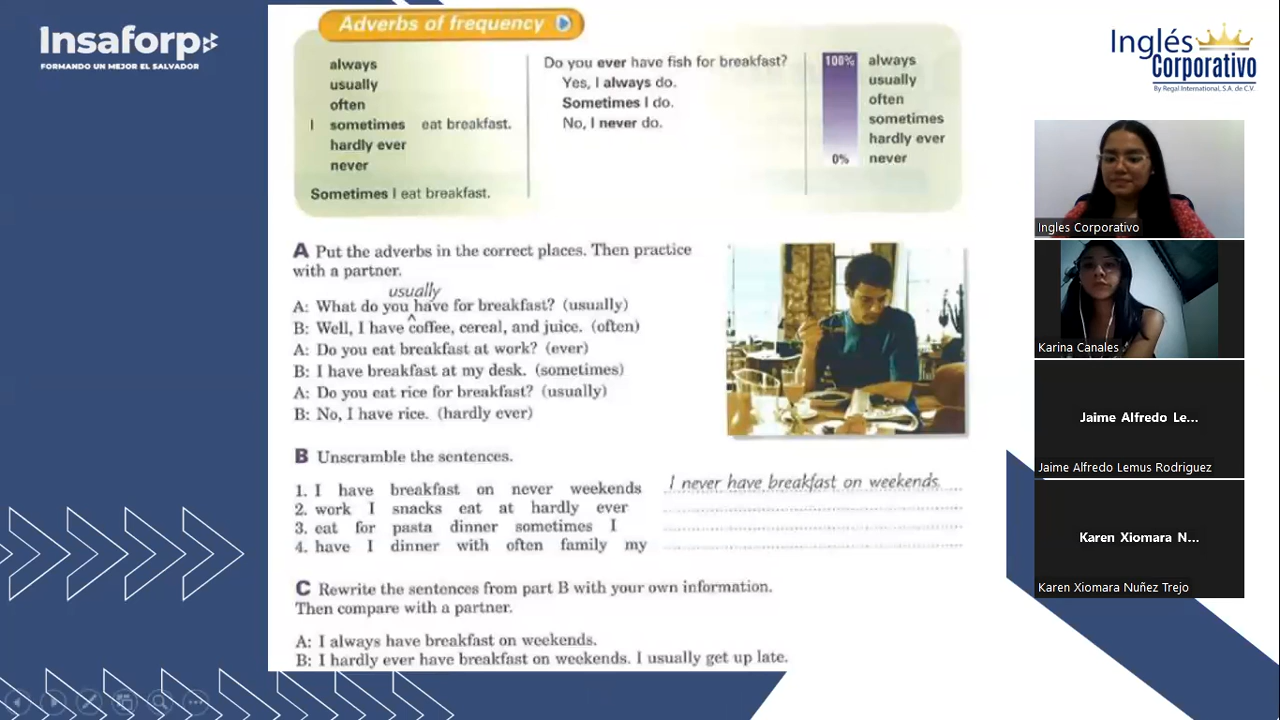 Insaforp
FORMANDO UN MEJOR EL SALVADOR
Adverbs of frequency
always
usually
often
I sometimes eat breakfast.
hardly ever
never
Sometimes I eat breakfast.
Do you ever have fish for breakfast?
Yes, I always do.
Sometimes I do.
No, I never do.
100% always
usually
often
sometimes
hardly ever
0% never
A Put the adverbs in the correct places. Then practice
with a partner.
usually
A: What do you have for breakfast? (usually)
B: Well, I have coffee, cereal, and juice. (often)
A: Do you eat breakfast at work? (ever)
B: I have breakfast at my desk. (sometimes)
A: Do you eat rice for breakfast? (usually)
B: No, I have rice. (hardly ever)
B Unscramble the sentences.
1. I have breakfast on never weekends I never have breakfast on weekends.
2. work I snacks eat at hardly ever
3. eat for pasta dinner sometimes I
4. have I dinner with often family my
C Rewrite the sentences from part B with your own information.
Then compare with a partner.
A: I always have breakfast on weekends.
B: I hardly ever have breakfast on weekends. I usually get up late.
Inglés
Corporativo
By Regal International, S.A. de C.V.
Ingles Corporativo
Karina Canales
Jaime Alfredo Le...
Jaime Alfredo Lemus Rodriguez
Karen Xiomara N...
Karen Xiomara Nuñez Trejo